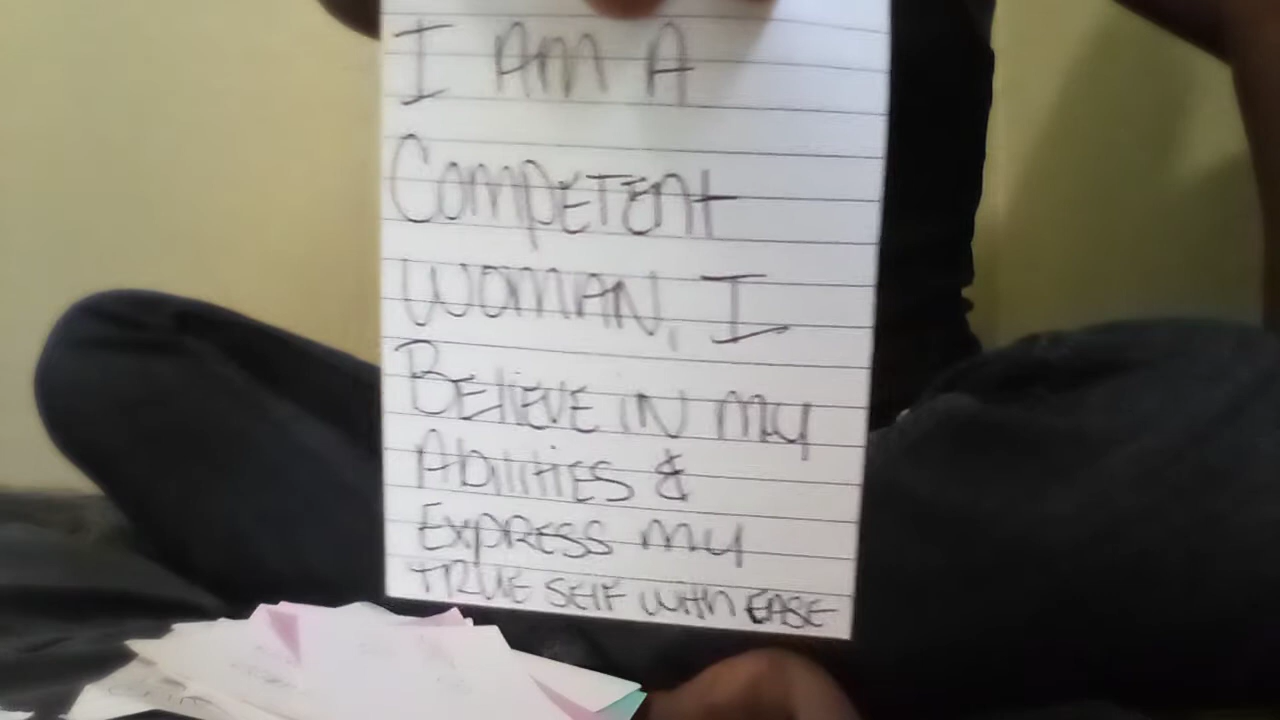 I Am A
Competent
Woman, I
Believe in my
Abilities &
Express my
True Self with Ease